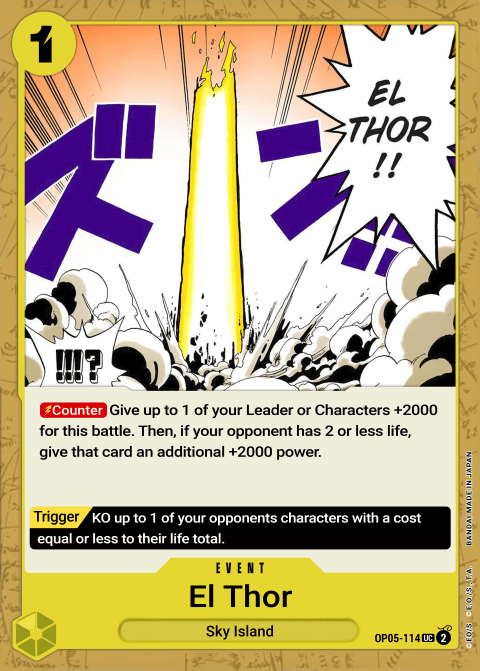 1
EL
THOR
!!
ズン
!!!?
Counter Give up to 1 of your Leader or Characters +2000
for this battle. Then, if your opponent has 2 or less life,
give that card an additional +2000 power.
Trigger KO up to 1 of your opponents characters with a cost
equal or less to their life total.
EVENT
El Thor
Sky Island
OP05-114 UC 2
©E.O./S. ©E.O./S., T.A. BANDAI MADE IN JAPAN